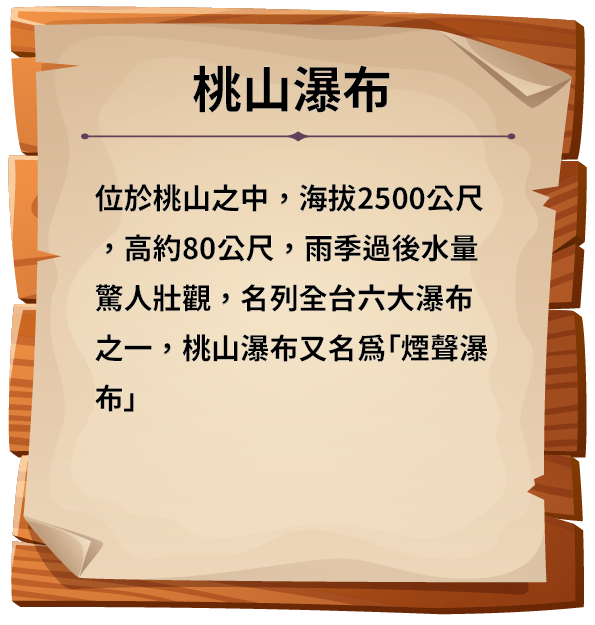 桃山瀑布
位於桃山之中，海拔2500公尺
，高約80公尺，雨季過後水量
驚人壯觀，名列全台六大瀑布
之一，桃山瀑布又名爲「煙聲瀑
布」